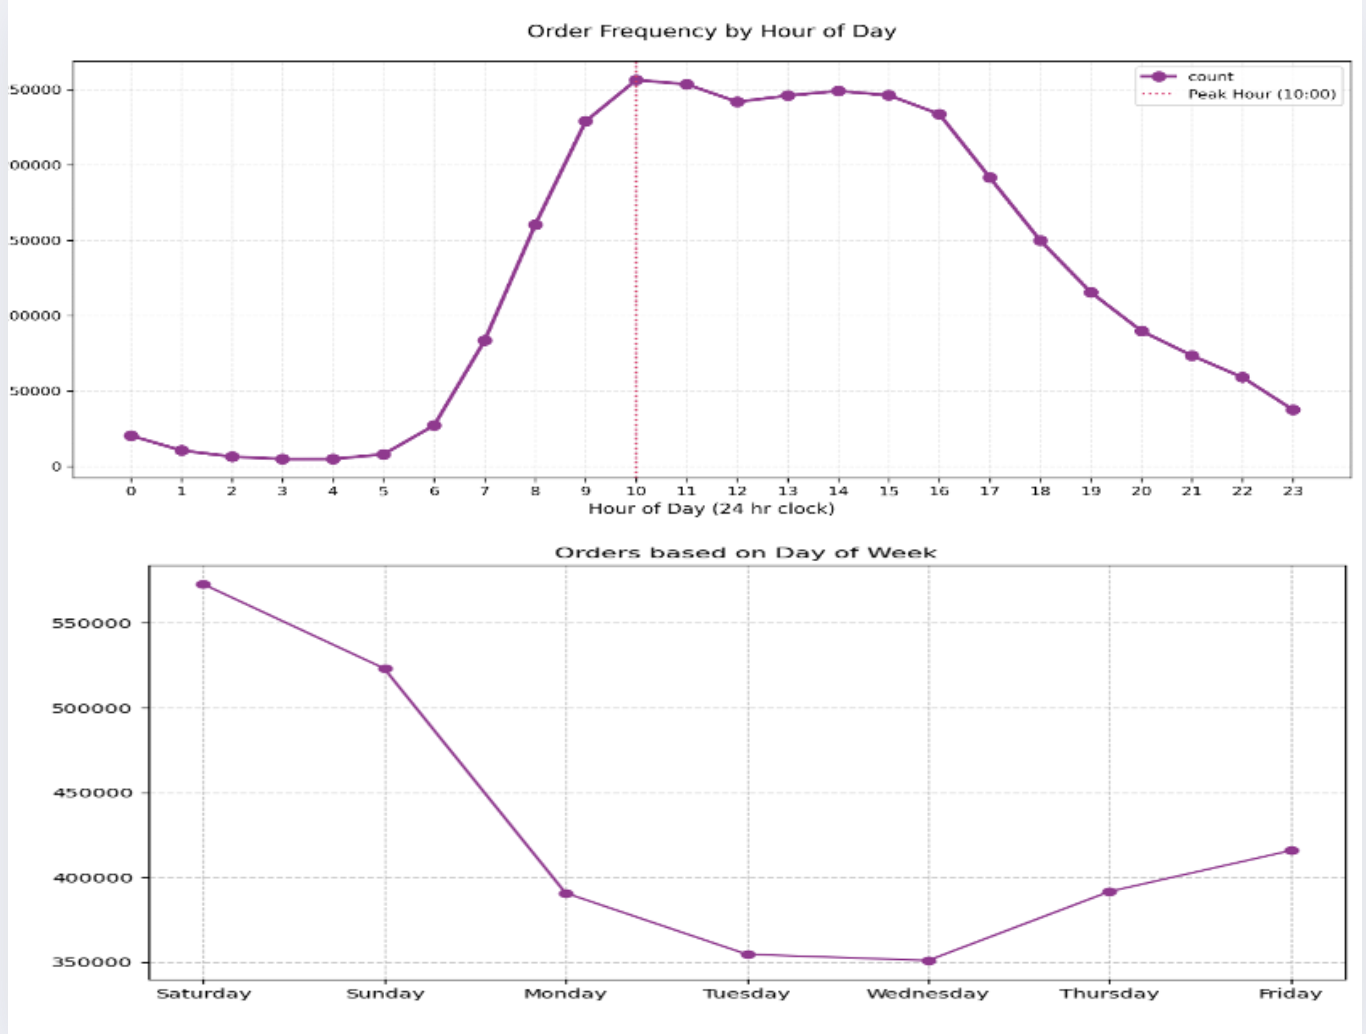 Order Frequency by Hour of Day
count
Peak Hour (10:00)
50000
00000
50000
00000
50000
0
0 1 2 3 4 5 6 7 8 9 10 11 12 13 14 15 16 17 18 19 20 21 22 23
Hour of Day (24 hr clock)
Orders based on Day of Week
550000
500000
450000
400000
350000
Saturday Sunday Monday Tuesday Wednesday Thursday Friday